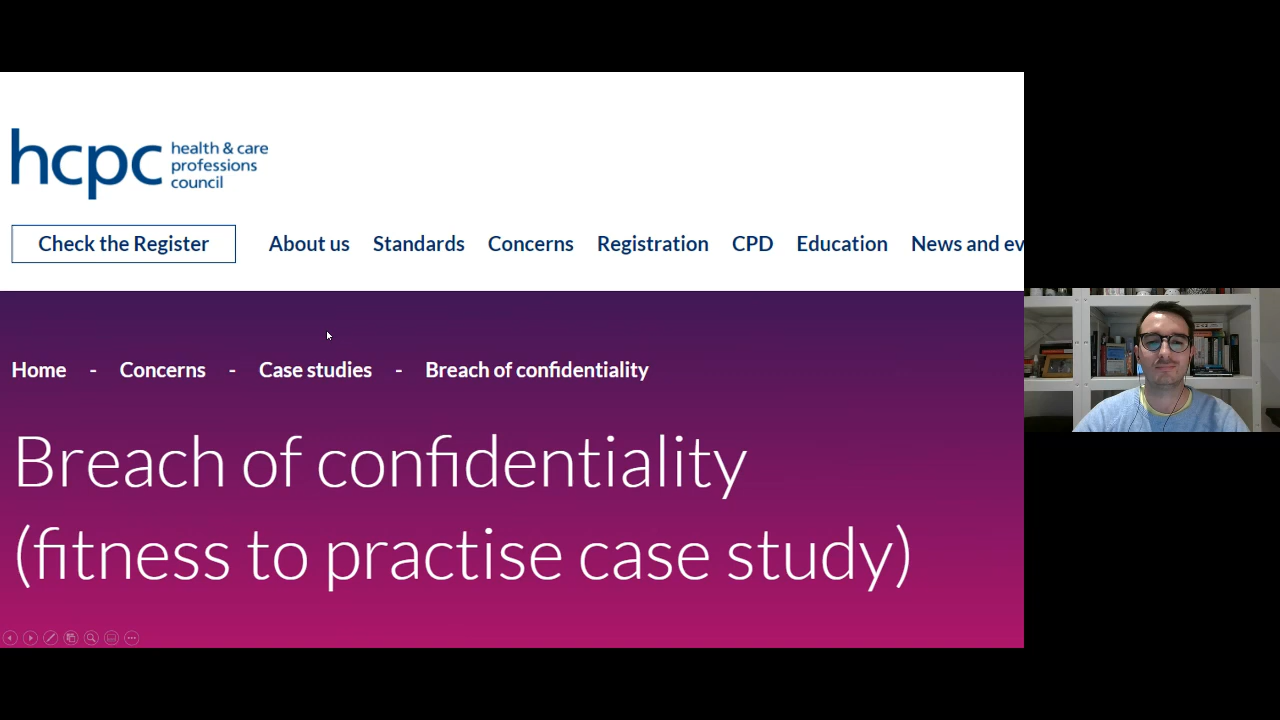 hcpc health & care
professions
council
Check the Register About us Standards Concerns Registration CPD Education News and ev
Home - Concerns - Case studies - Breach of confidentiality
Breach of confidentiality
(fitness to practise case study)